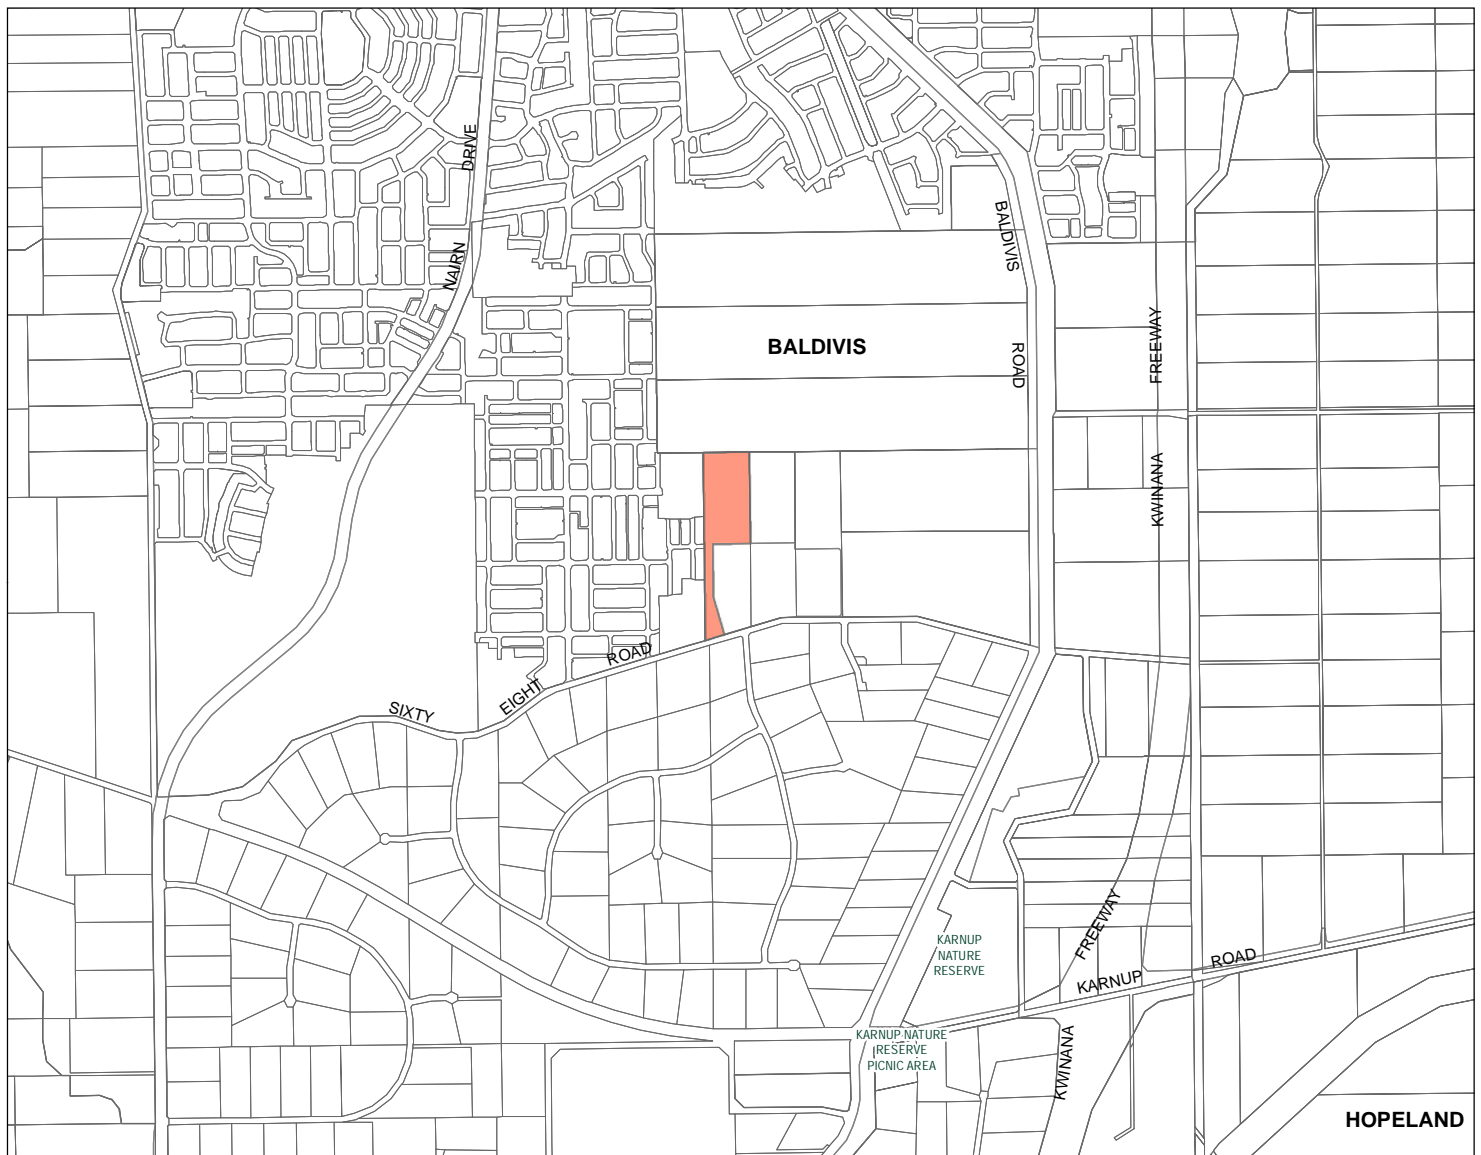 DRIVE
NAIRN
BALDIVIS
ROAD
BALDIVIS
FREEWAY
KWINANA
ROAD
EIGHT
SIXTY
FREEWAY
KARNUP
NATURE
RESERVE
ROAD
KARNUP
KARNUP NATURE
RESERVE
PICNIC AREA
KWINANA
HOPELAND